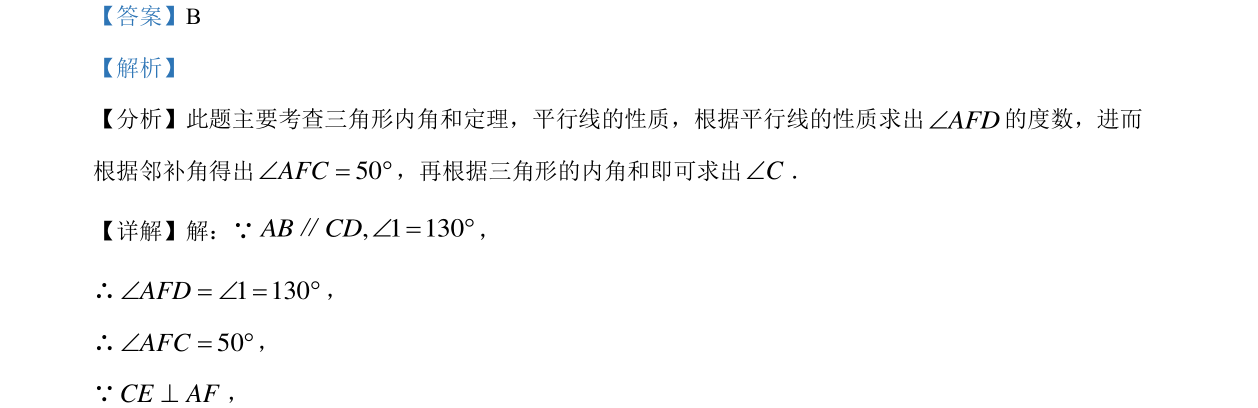 【答案】B
【解析】
【分析】此题主要考查三角形内角和定理，平行线的性质，根据平行线的性质求出∠AFD的度数，进而
根据邻补角得出∠AFC = 50°，再根据三角形的内角和即可求出∠C．
【详解】解：∵ AB∥CD,∠1=130°，
∴∠AFD = ∠1=130°，
∴∠AFC = 50°，
∵ CE ⊥ AF，